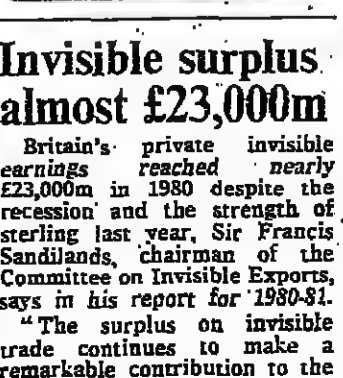 Invisible surplus
almost £23,000m
Britain's private invisible
earnings reached nearly
£23,000m in 1980 despite the
recession and the strength of
sterling last year, Sir Francis
Sandilands, chairman of the
Committee on Invisible Exports,
says in his report for 1980-81.
"The surplus on invisible
trade continues to make a
remarkable contribution to the